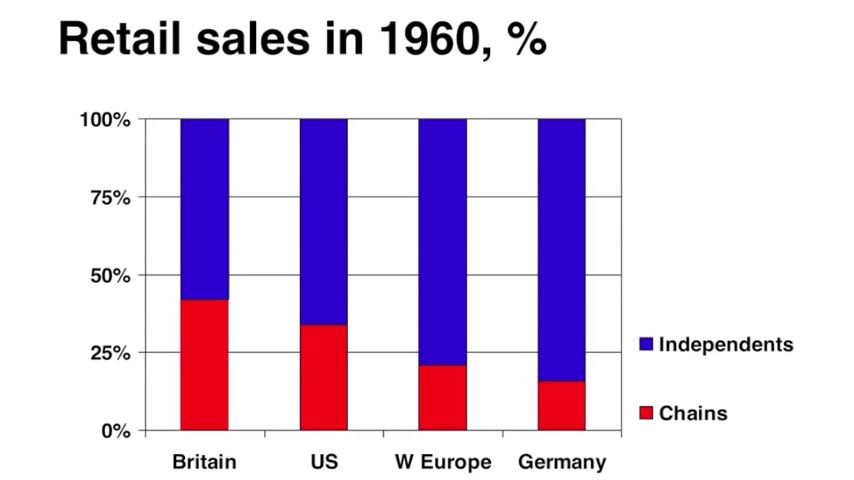 Retail sales in 1960, %
100%
75%
50%
25%
0%
Britain US W Europe Germany
Independents
Chains